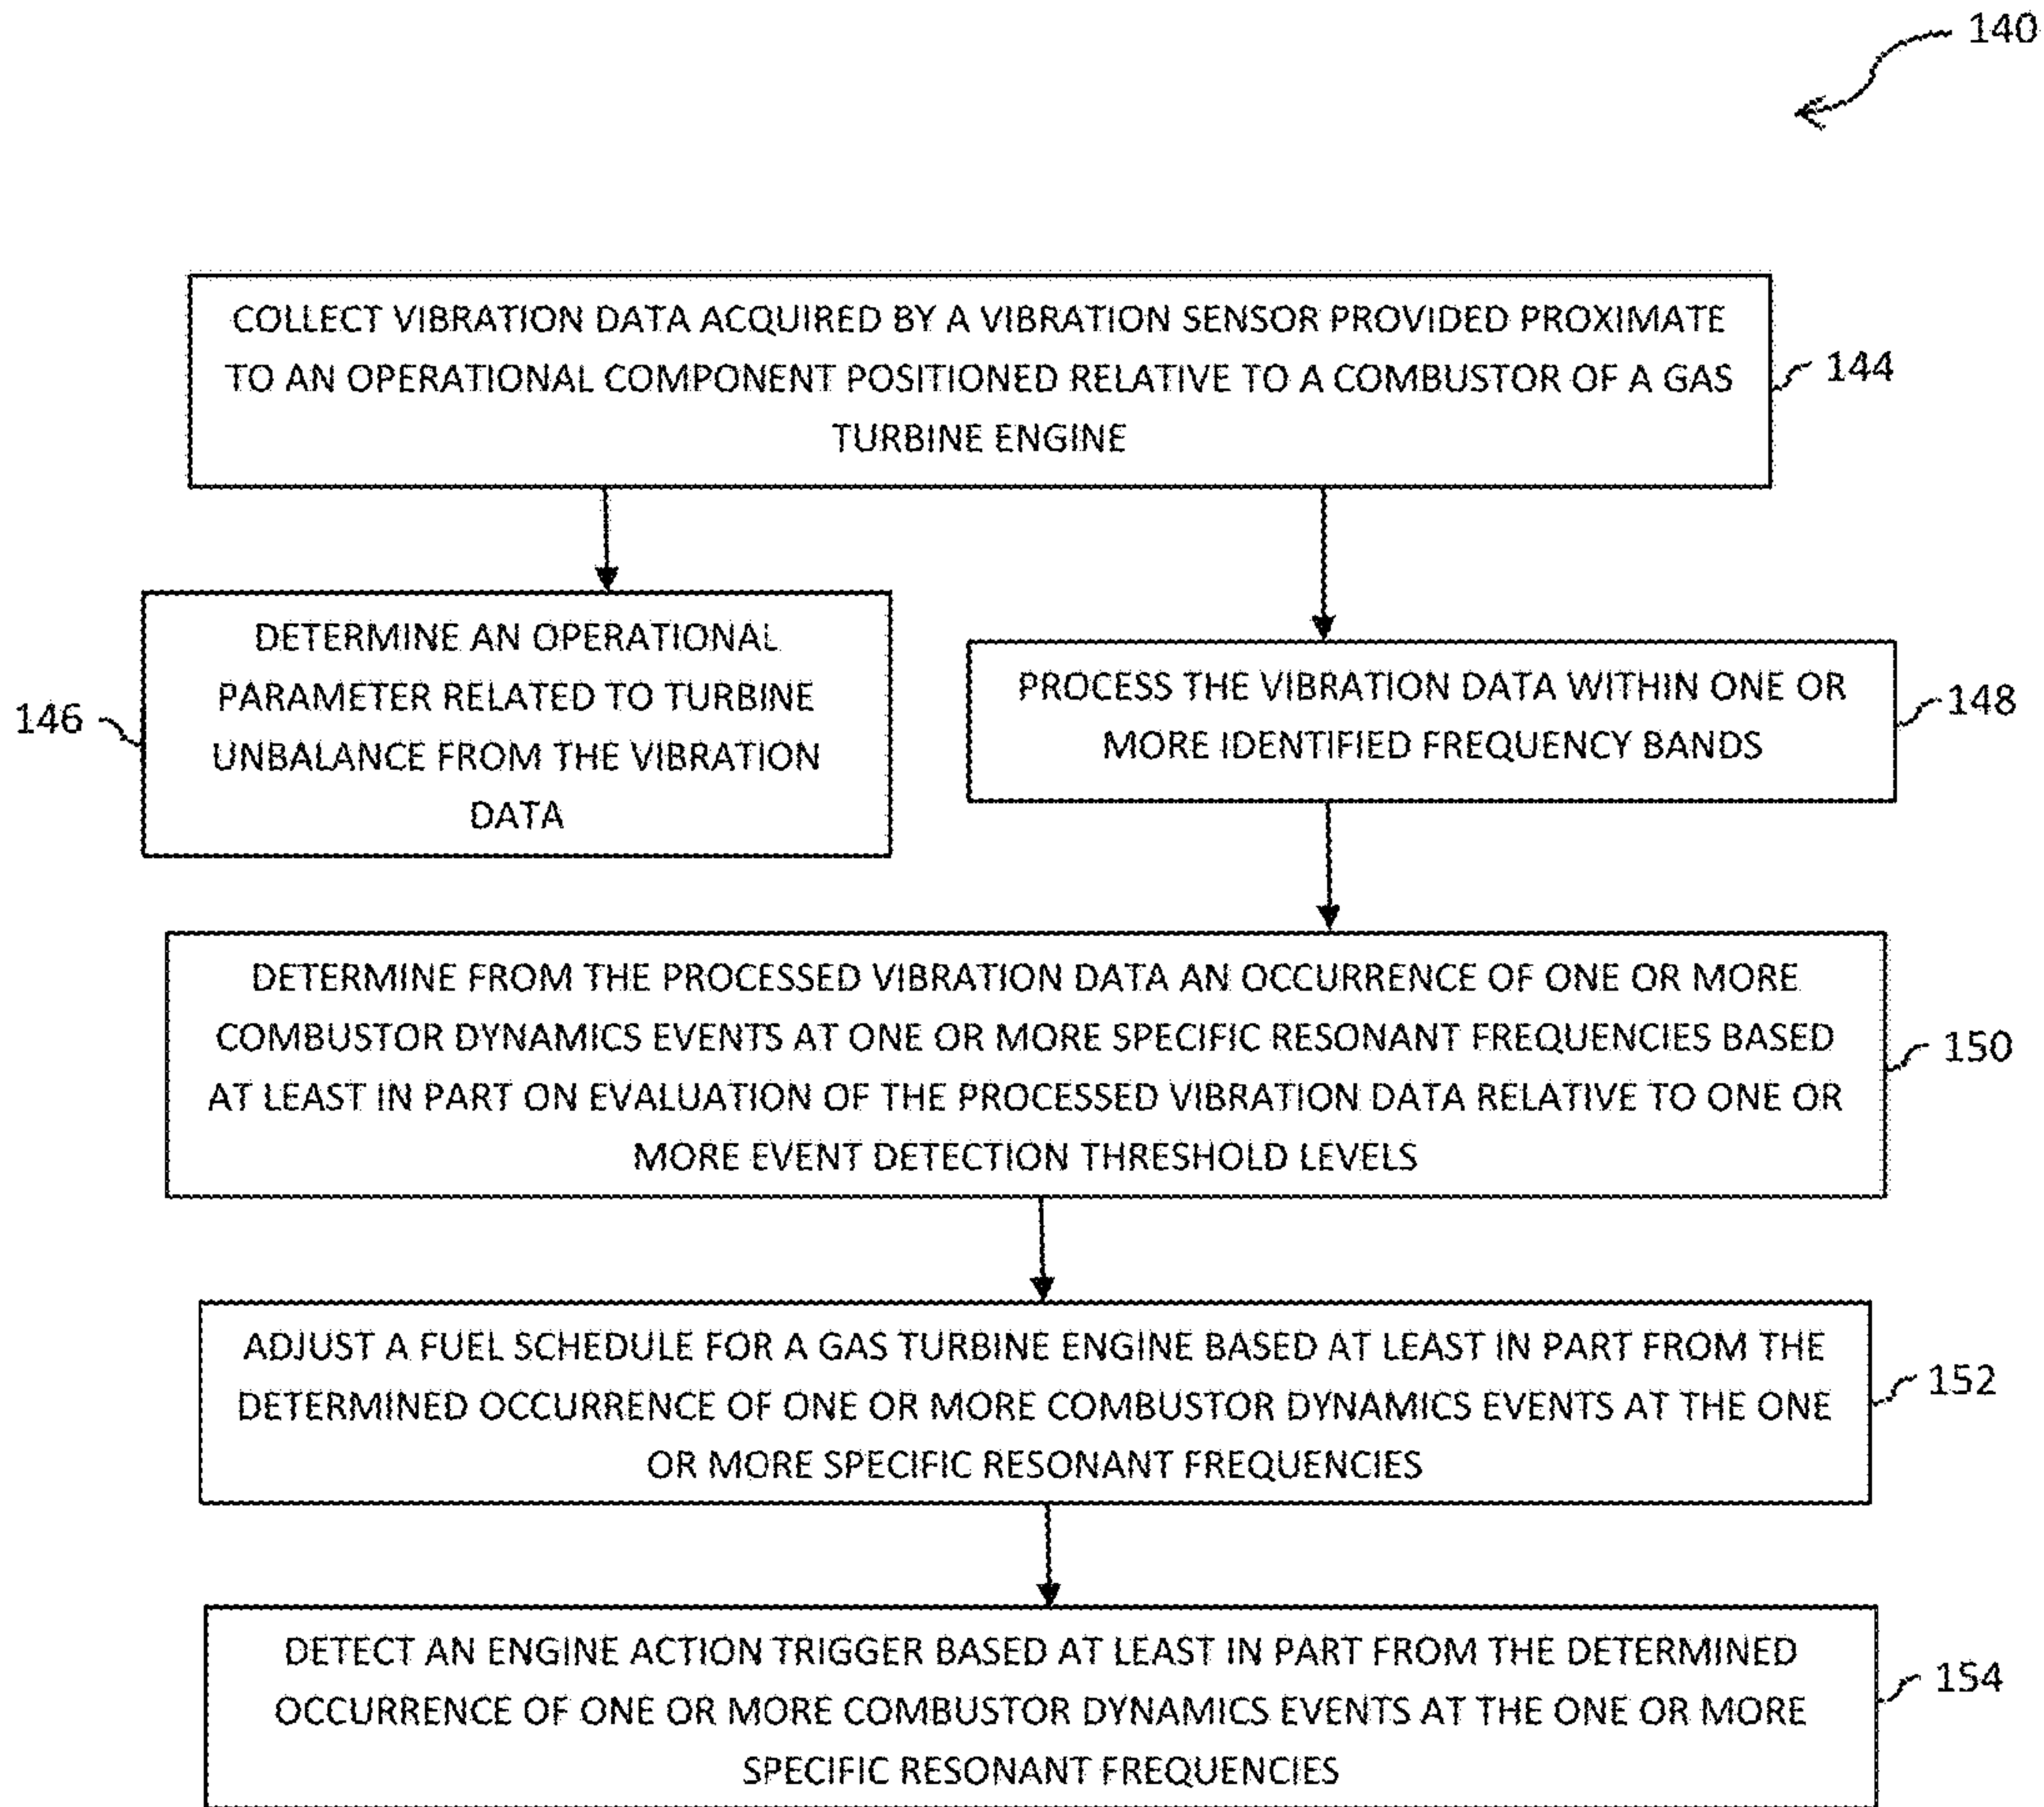 140
COLLECT VIBRATION DATA ACQUIRED BY A VIBRATION SENSOR PROVIDED PROXIMATE
TO AN OPERATIONAL COMPONENT POSITIONED RELATIVE TO A COMBUSTOR OF A GAS
TURBINE ENGINE
144
DETERMINE AN OPERATIONAL
PARAMETER RELATED TO TURBINE
UNBALANCE FROM THE VIBRATION
DATA
146
PROCESS THE VIBRATION DATA WITHIN ONE OR
MORE IDENTIFIED FREQUENCY BANDS
148
DETERMINE FROM THE PROCESSED VIBRATION DATA AN OCCURRENCE OF ONE OR MORE
COMBUSTOR DYNAMICS EVENTS AT ONE OR MORE SPECIFIC RESONANT FREQUENCIES BASED
AT LEAST IN PART ON EVALUATION OF THE PROCESSED VIBRATION DATA RELATIVE TO ONE OR
MORE EVENT DETECTION THRESHOLD LEVELS
150
ADJUST A FUEL SCHEDULE FOR A GAS TURBINE ENGINE BASED AT LEAST IN PART FROM THE
DETERMINED OCCURRENCE OF ONE OR MORE COMBUSTOR DYNAMICS EVENTS AT THE ONE
OR MORE SPECIFIC RESONANT FREQUENCIES
152
DETECT AN ENGINE ACTION TRIGGER BASED AT LEAST IN PART FROM THE DETERMINED
OCCURRENCE OF ONE OR MORE COMBUSTOR DYNAMICS EVENTS AT THE ONE OR MORE
SPECIFIC RESONANT FREQUENCIES
154